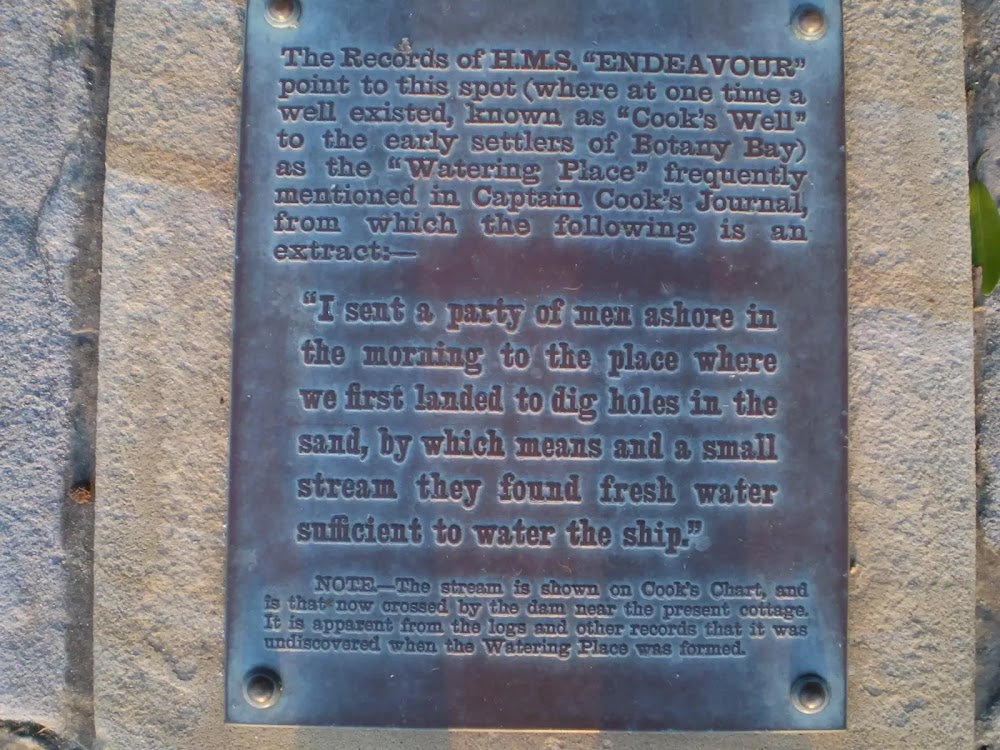 The Records of H.M.S. "ENDEAVOUR"
point to this spot (where at one time a
well existed, known as "Cook's Well"
to the early settlers of Botany Bay)
as the "Watering Place" frequently
mentioned in Captain Cook's Journal,
from which the following is an
extract:—
"I sent a party of men ashore in
the morning to the place where
we first landed to dig holes in the
sand, by which means and a small
stream they found fresh water
sufficient to water the ship."
NOTE.—The stream is shown on Cook's Chart, and
is that now crossed by the dam near the present cottage.
It is apparent from the logs and other records that it was
undiscovered when the Watering Place was formed.